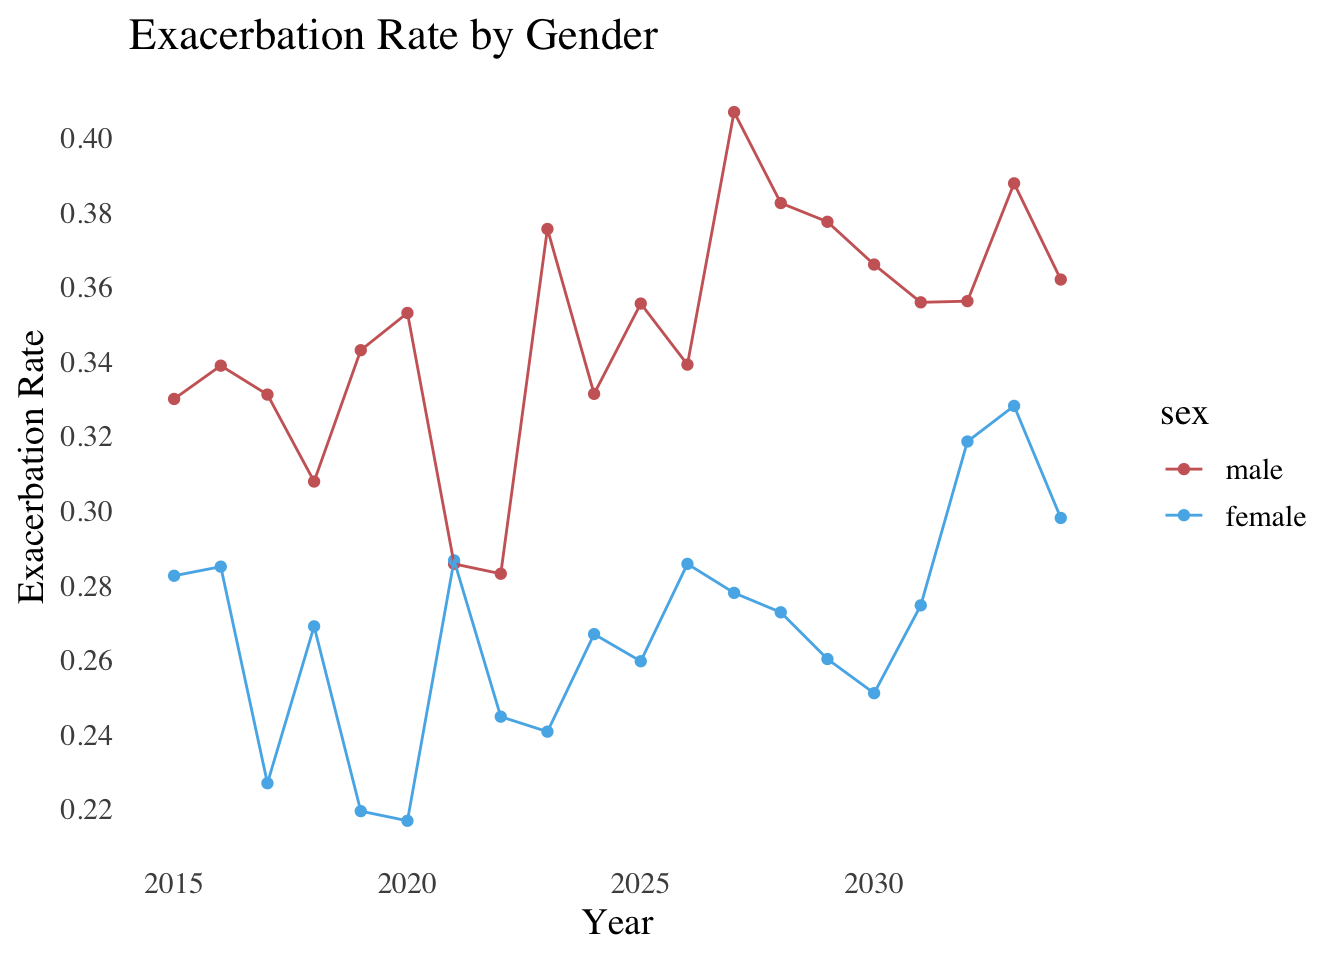 Exacerbation Rate by Gender
0.40
0.38
0.36
0.34
0.32
0.30
0.28
0.26
0.24
0.22
Exacerbation Rate
2015 2020 2025 2030
Year
sex
male
female